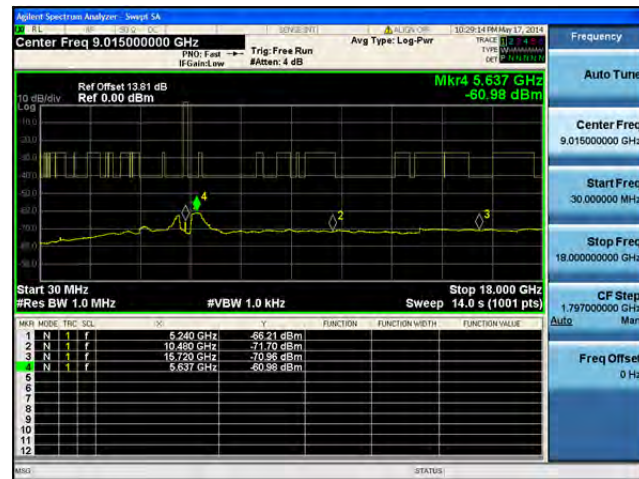 Agilent Spectrum Analyzer - Swept SA
RL RF 50 Ω DC SENSE:INT ALIGN OFF 10:29:14 PM May 17, 2014
Center Freq 9.015000000 GHz
PNO: Fast
IFGain:Low
Trig: Free Run
#Atten: 4 dB
Avg Type: Log-Pwr
TRACE
TYPE
DET
Ref Offset 13.81 dB
10 dB/div Ref 0.00 dBm
Log
Mkr4 5.637 GHz
-60.98 dBm
4
2
3
Start 30 MHz
Stop 18.000 GHz
#Res BW 1.0 MHz
#VBW 1.0 kHz
Sweep 14.0 s (1001 pts)
MKR MODE TRC SCL X Y FUNCTION FUNCTION WIDTH FUNCTION VALUE
1 N 1 f 5.240 GHz -66.21 dBm
2 N 1 f 10.480 GHz -71.70 dBm
3 N 1 f 15.720 GHz -70.96 dBm
4 N 1 f 5.637 GHz -60.98 dBm
5
6
7
8
9
10
11
12
MSG
STATUS
Frequency
Auto Tune
Center Freq
9.015000000 GHz
Start Freq
30.000000 MHz
Stop Freq
18.000000000 GHz
CF Step
1.797000000 GHz
Auto Man
Freq Offset
0 Hz